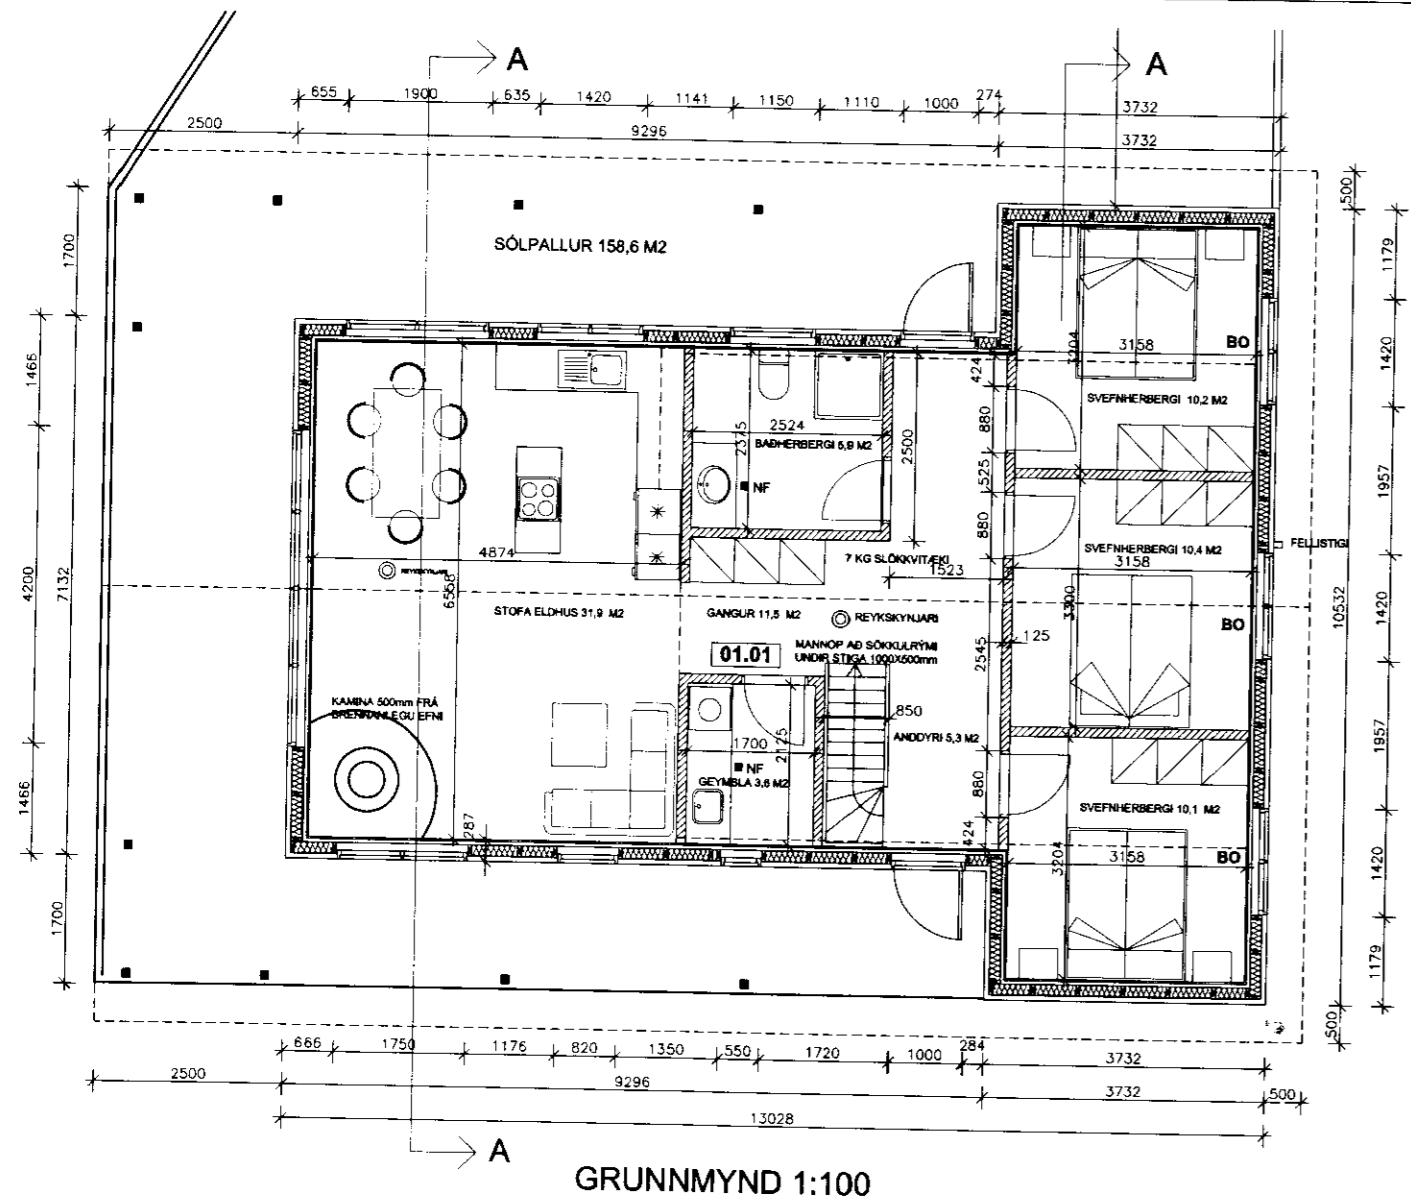 A
A
655 1900 635 1420 1141 1150 1110 1000 274 3732
2500 9296 3732
500
1700
SÓLPALLUR 158,6 M2
1179
1466
3204
3158
BO
1420
424
SVEFNHERBERGI 10,2 M2
880
2524
2375
BAÐHERBERGI 5,9 M2
2500
525
1957
NF
880
4874
7 KG SLÖKKVITÆKI
SVEFNHERBERGI 10,4 M2
FELLISTIGI
REYKSKYNJARI
1523
3158
4200
7132
6558
STOFA ELDHUS 31,9 M2
GANGUR 11,5 M2
REYKSKYNJARI
3300
BO
1420
10532
01.01
MANNOP AÐ SÖKKULRÝMI
UNDIR STIGA 1000X500mm
2545
125
KAMINA 500mm FRÁ
BRENNANLEGU EFNI
850
1700
2125
ANDDYRI 5,3 M2
1957
NF
GEYMBLA 3,6 M2
1466
880
SVEFNHERBERGI 10,1 M2
287
424
3204
3158
BO
1420
1700
1179
500
666 1750 1176 820 1350 550 1720 1000 284 3732
2500 9296 3732 500
13028
A
GRUNNMYND 1:100